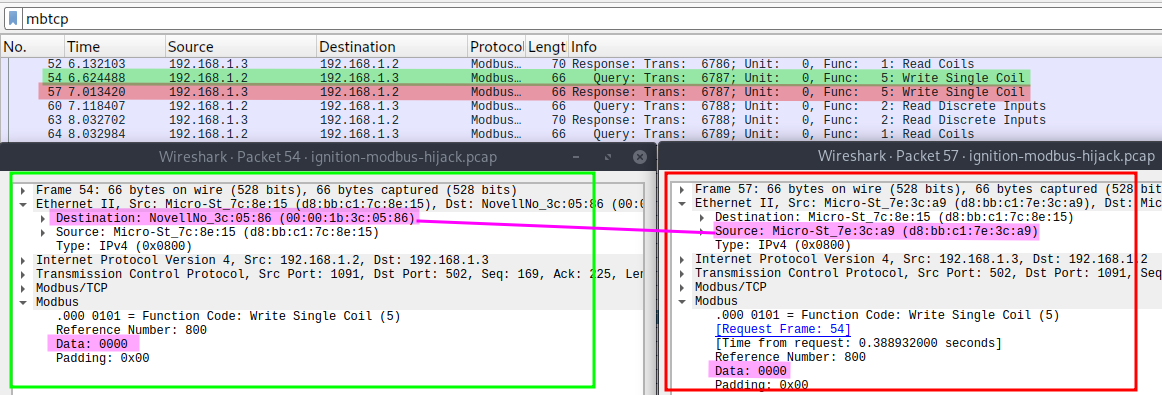 mbtcp
No. Time Source Destination Protocol… Lengt Info
52 6.132103 192.168.1.3 192.168.1.2 Modbus… 70 Response: Trans: 6786; Unit: 0, Func: 1: Read Coils
54 6.624488 192.168.1.2 192.168.1.3 Modbus… 66 Query: Trans: 6787; Unit: 0, Func: 5: Write Single Coil
57 7.013420 192.168.1.3 192.168.1.2 Modbus… 66 Response: Trans: 6787; Unit: 0, Func: 5: Write Single Coil
60 7.118407 192.168.1.2 192.168.1.3 Modbus… 66 Query: Trans: 6788; Unit: 0, Func: 2: Read Discrete Inputs
63 8.032702 192.168.1.3 192.168.1.2 Modbus… 70 Response: Trans: 6788; Unit: 0, Func: 2: Read Discrete Inputs
64 8.032984 192.168.1.2 192.168.1.3 Modbus… 66 Query: Trans: 6789; Unit: 0, Func: 1: Read Coils
Wireshark · Packet 54 · ignition-modbus-hijack.pcap
Frame 54: 66 bytes on wire (528 bits), 66 bytes captured (528 bits)
Ethernet II, Src: Micro-St_7c:8e:15 (d8:bb:c1:7c:8e:15), Dst: NovellNo_3c:05:86 (00:0
Destination: NovellNo_3c:05:86 (00:00:1b:3c:05:86)
Source: Micro-St_7c:8e:15 (d8:bb:c1:7c:8e:15)
Type: IPv4 (0x0800)
Internet Protocol Version 4, Src: 192.168.1.2, Dst: 192.168.1.3
Transmission Control Protocol, Src Port: 1091, Dst Port: 502, Seq: 169, Ack: 225, Len
Modbus/TCP
Modbus
.000 0101 = Function Code: Write Single Coil (5)
Reference Number: 800
Data: 0000
Padding: 0x00
Wireshark · Packet 57 · ignition-modbus-hijack.pcap
Frame 57: 66 bytes on wire (528 bits), 66 bytes captured (528 bits)
Ethernet II, Src: Micro-St_7e:3c:a9 (d8:bb:c1:7e:3c:a9), Dst: Mic
Destination: Micro-St_7c:8e:15 (d8:bb:c1:7c:8e:15)
Source: Micro-St_7e:3c:a9 (d8:bb:c1:7e:3c:a9)
Type: IPv4 (0x0800)
Internet Protocol Version 4, Src: 192.168.1.3, Dst: 192.168.1.2
Transmission Control Protocol, Src Port: 502, Dst Port: 1091, Seq
Modbus/TCP
Modbus
.000 0101 = Function Code: Write Single Coil (5)
[Request Frame: 54]
[Time from request: 0.388932000 seconds]
Reference Number: 800
Data: 0000
Padding: 0x00